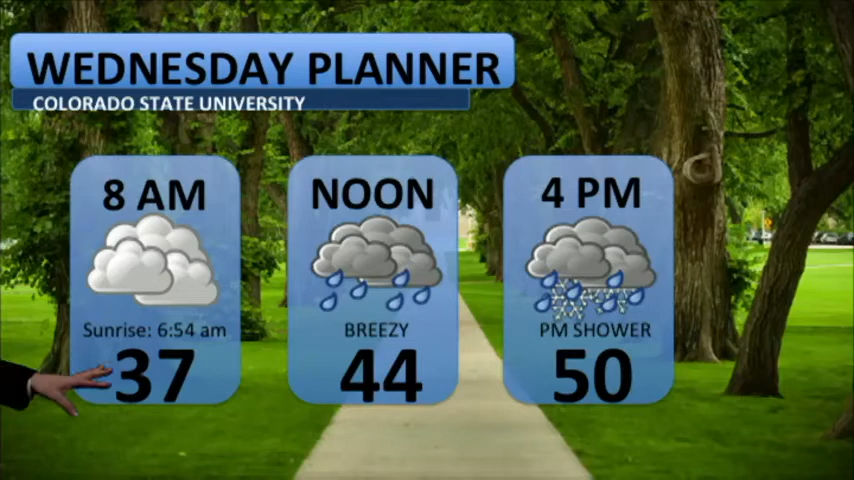 WEDNESDAY PLANNER
COLORADO STATE UNIVERSITY
8 AM
Sunrise: 6:54 am
37
NOON
BREEZY
44
4 PM
PM SHOWER
50